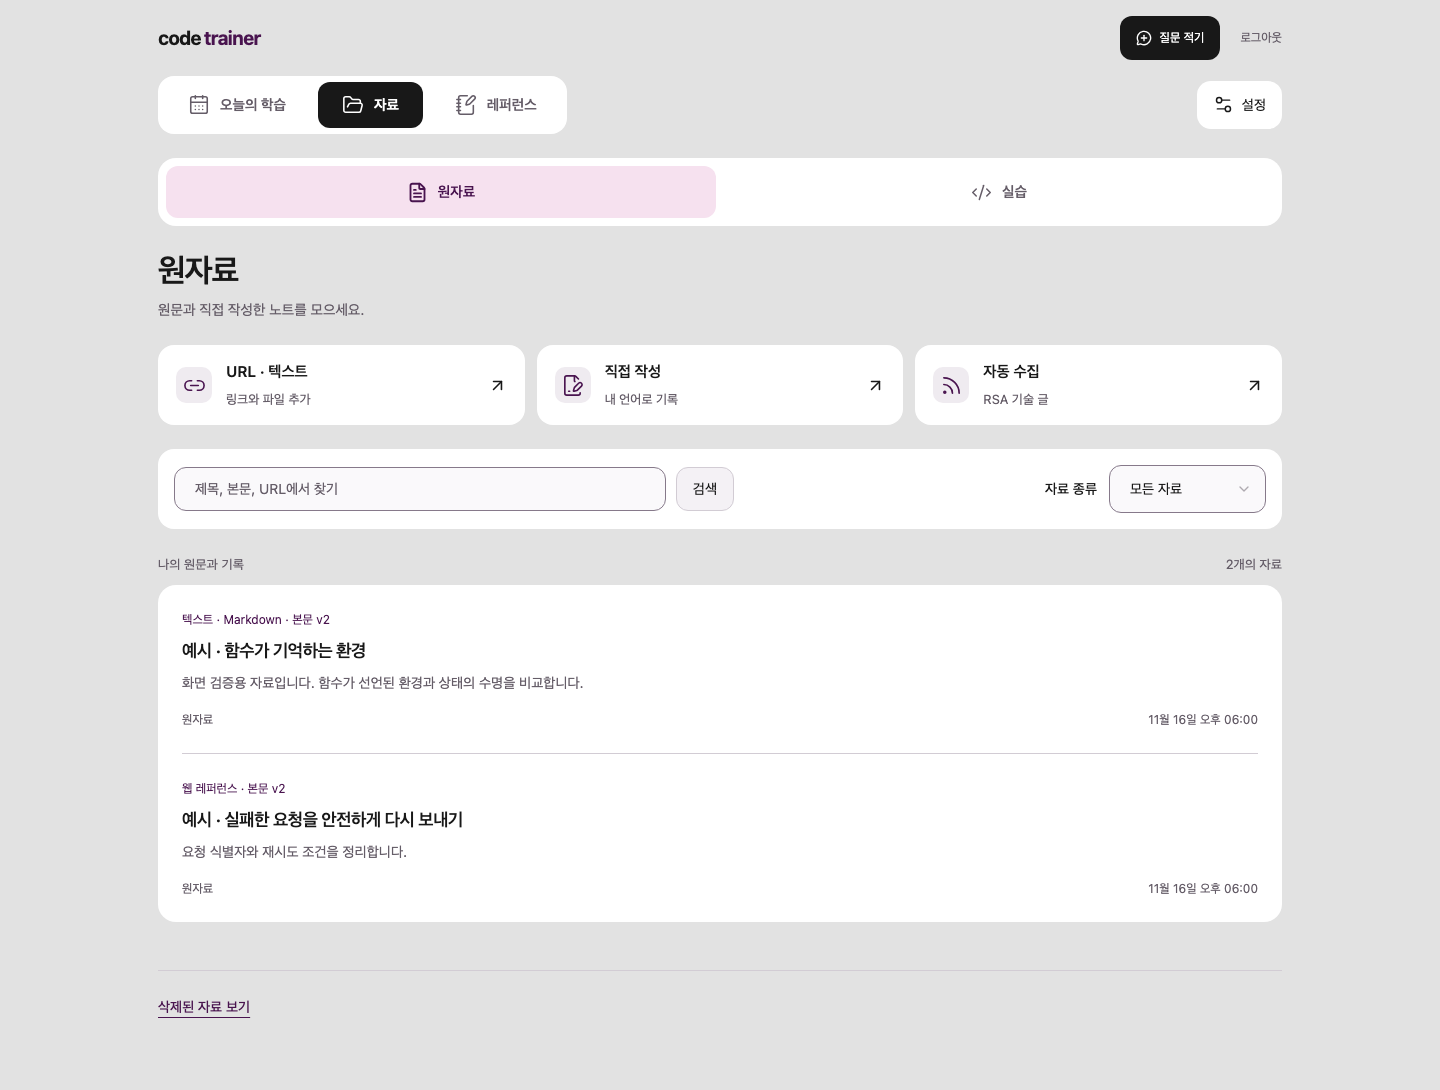 code trainer
질문 적기
로그아웃
오늘의 학습
자료
레퍼런스
설정
원자료
실습
원자료
원문과 직접 작성한 노트를 모으세요.
URL · 텍스트
링크와 파일 추가
직접 작성
내 언어로 기록
자동 수집
RSA 기술 글
제목, 본문, URL에서 찾기
검색
자료 종류
모든 자료
나의 원문과 기록
2개의 자료
텍스트 · Markdown · 본문 v2
예시 · 함수가 기억하는 환경
화면 검증용 자료입니다. 함수가 선언된 환경과 상태의 수명을 비교합니다.
원자료
11월 16일 오후 06:00
웹 레퍼런스 · 본문 v2
예시 · 실패한 요청을 안전하게 다시 보내기
요청 식별자와 재시도 조건을 정리합니다.
원자료
11월 16일 오후 06:00
삭제된 자료 보기